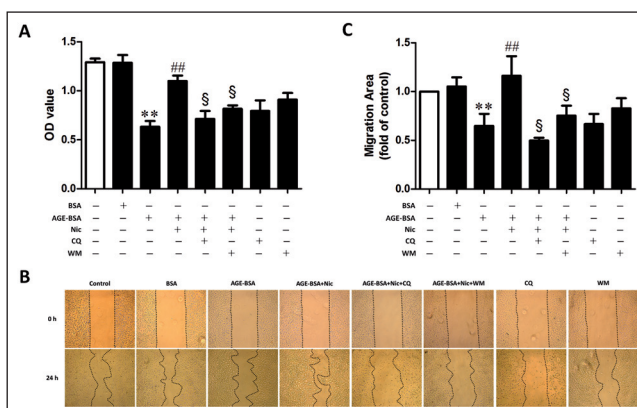 A
OD value
1.5
1.0
0.5
0.0
**
##
§
§
BSA − + − − − − − −
AGE-BSA − − + + + + − −
Nic − − − + + + − −
CQ − − − − + − + −
WM − − − − − + − +
C
Migration Area
(fold of control)
1.5
1.0
0.5
0.0
**
##
§
§
BSA − + − − − − − −
AGE-BSA − − + + + + − −
Nic − − − + + + − −
CQ − − − − + − + −
WM − − − − − + − +
B
Control BSA AGE-BSA AGE-BSA+Nic AGE-BSA+Nic+CQ AGE-BSA+Nic+WM CQ WM
0 h
24 h